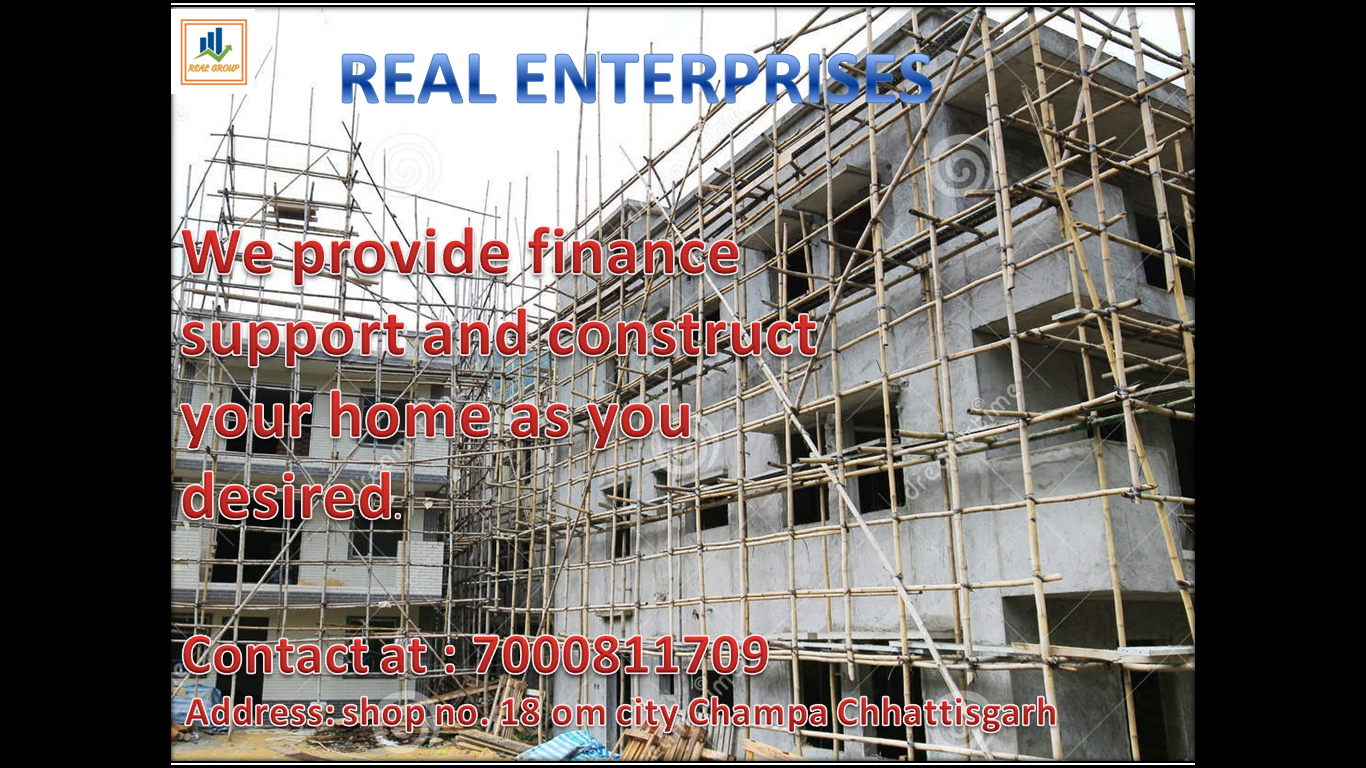 REAL GROUP
REAL ENTERPRISES
We provide finance
support and construct
your home as you
desired.
Contact at : 7000811709
Address: shop no. 18 om city Champa Chhattisgarh